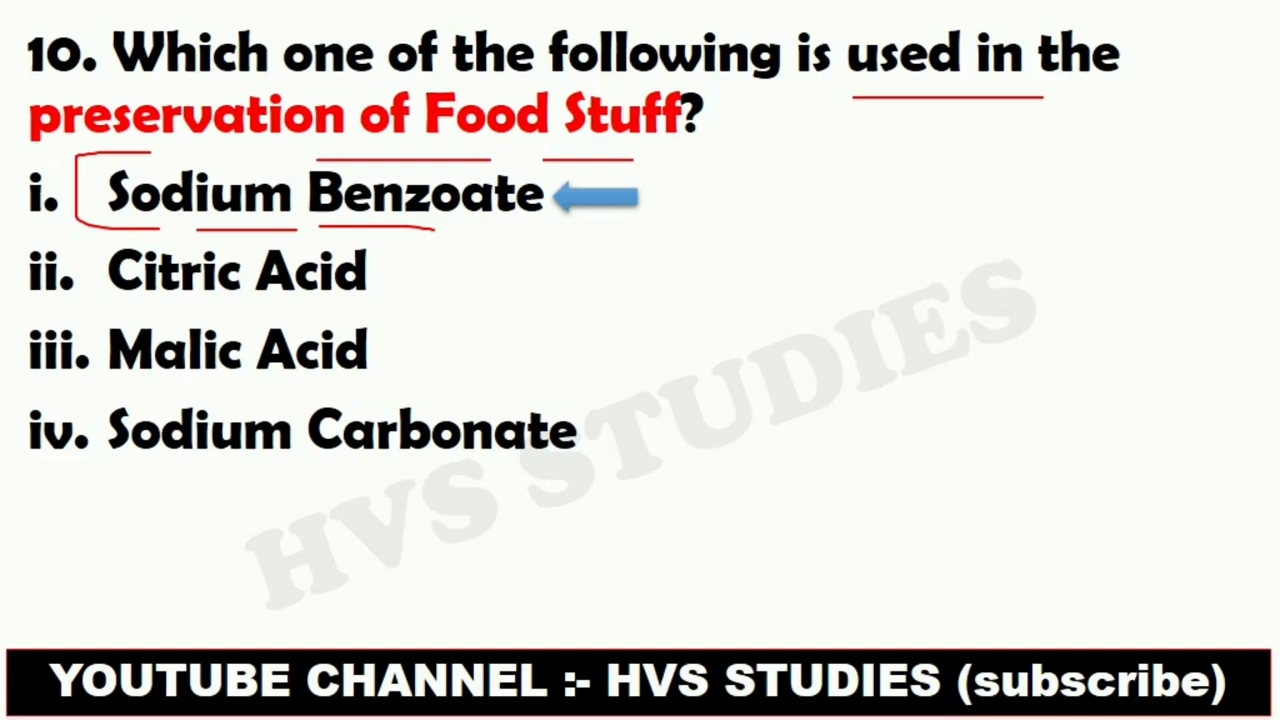 10. Which one of the following is used in the
preservation of Food Stuff?
i. Sodium Benzoate
ii. Citric Acid
iii. Malic Acid
iv. Sodium Carbonate
HVS STUDIES
YOUTUBE CHANNEL :- HVS STUDIES (subscribe)